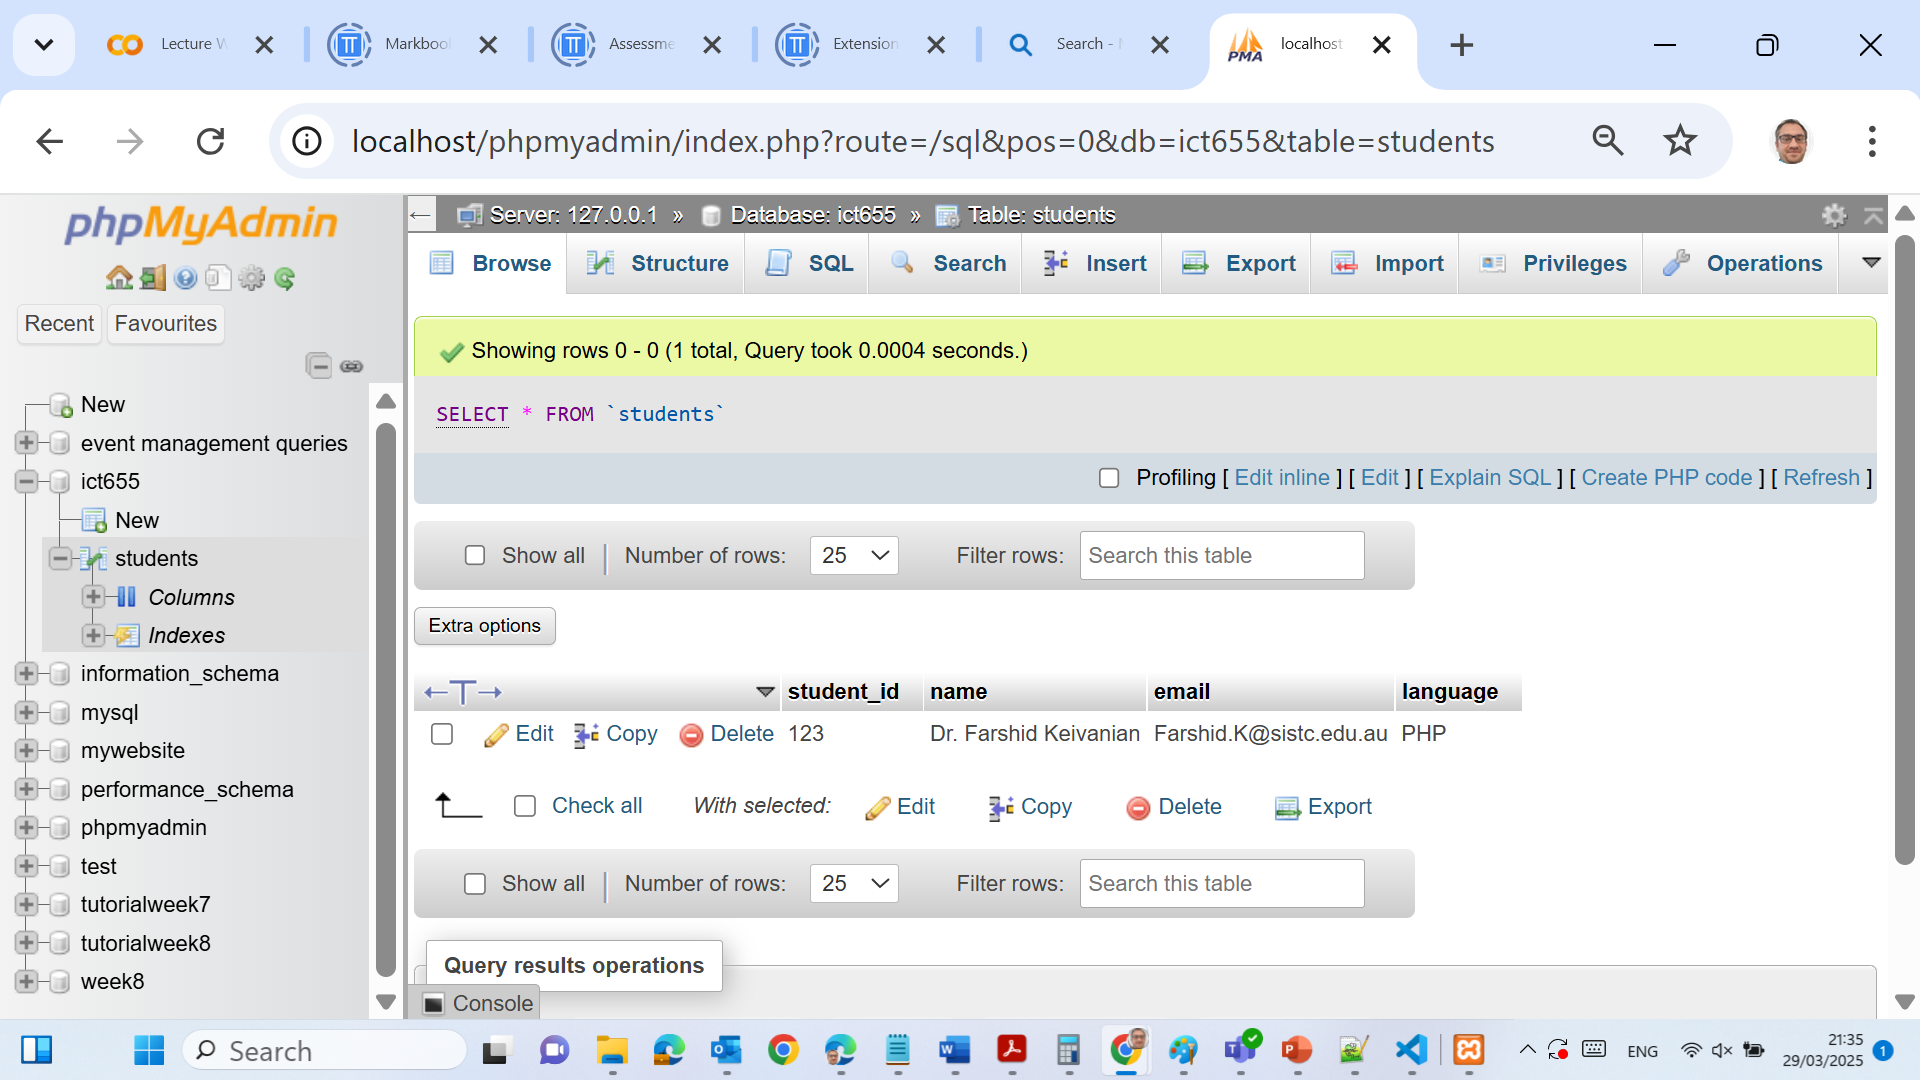 Lecture W
Markbook
Assessme
Extension
Search -
PMA
localhost
localhost/phpmyadmin/index.php?route=/sql&pos=0&db=ict655&table=students
phpMyAdmin
Recent
Favourites
New
event management queries
ict655
New
students
Columns
Indexes
information_schema
mysql
mywebsite
performance_schema
phpmyadmin
test
tutorialweek7
tutorialweek8
week8
Server: 127.0.0.1 » Database: ict655 » Table: students
Browse Structure SQL Search Insert Export Import Privileges Operations
Showing rows 0 - 0 (1 total, Query took 0.0004 seconds.)
SELECT * FROM `students`
Profiling [ Edit inline ] [ Edit ] [ Explain SQL ] [ Create PHP code ] [ Refresh ]
Show all Number of rows: 25 Filter rows: Search this table
Extra options
←T→ student_id name email language
Edit Copy Delete 123 Dr. Farshid Keivanian Farshid.K@sistc.edu.au PHP
Check all With selected: Edit Copy Delete Export
Show all Number of rows: 25 Filter rows: Search this table
Query results operations
Console
Search
ENG
21:35
29/03/2025
1